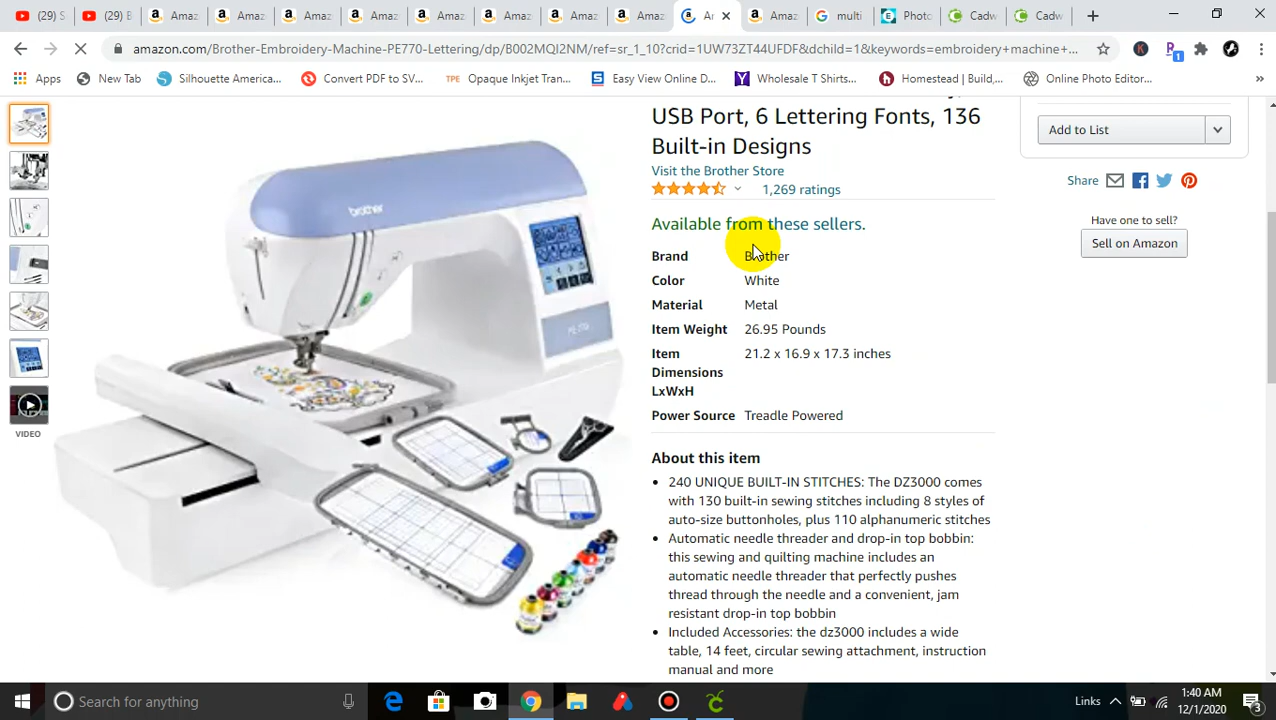 (29) S
(29) B
Amaz
Amaz
Amaz
Amaz
Amaz
Amaz
Amaz
Amaz
A
Amaz
multi
Photo
Cadw
Cadw
amazon.com/Brother-Embroidery-Machine-PE770-Lettering/dp/B002MQI2NM/ref=sr_1_10?crid=1UW73ZT44UFDF&dchild=1&keywords=embroidery+machine+...
Apps
New Tab
Silhouette America...
Convert PDF to SV...
TPE Opaque Inkjet Tran...
Easy View Online D...
Wholesale T Shirts...
Homestead | Build,...
Online Photo Editor...
USB Port, 6 Lettering Fonts, 136
Built-in Designs
Visit the Brother Store
1,269 ratings
Available from these sellers.
Brand Brother
Color White
Material Metal
Item Weight 26.95 Pounds
Item 21.2 x 16.9 x 17.3 inches
Dimensions
LxWxH
Power Source Treadle Powered
About this item
240 UNIQUE BUILT-IN STITCHES: The DZ3000 comes
with 130 built-in sewing stitches including 8 styles of
auto-size buttonholes, plus 110 alphanumeric stitches
Automatic needle threader and drop-in top bobbin:
this sewing and quilting machine includes an
automatic needle threader that perfectly pushes
thread through the needle and a convenient, jam
resistant drop-in top bobbin
Included Accessories: the dz3000 includes a wide
table, 14 feet, circular sewing attachment, instruction
manual and more
Add to List
Share
Have one to sell?
Sell on Amazon
brother
PE-770
VIDEO
Search for anything
Links
1:40 AM
12/1/2020
3